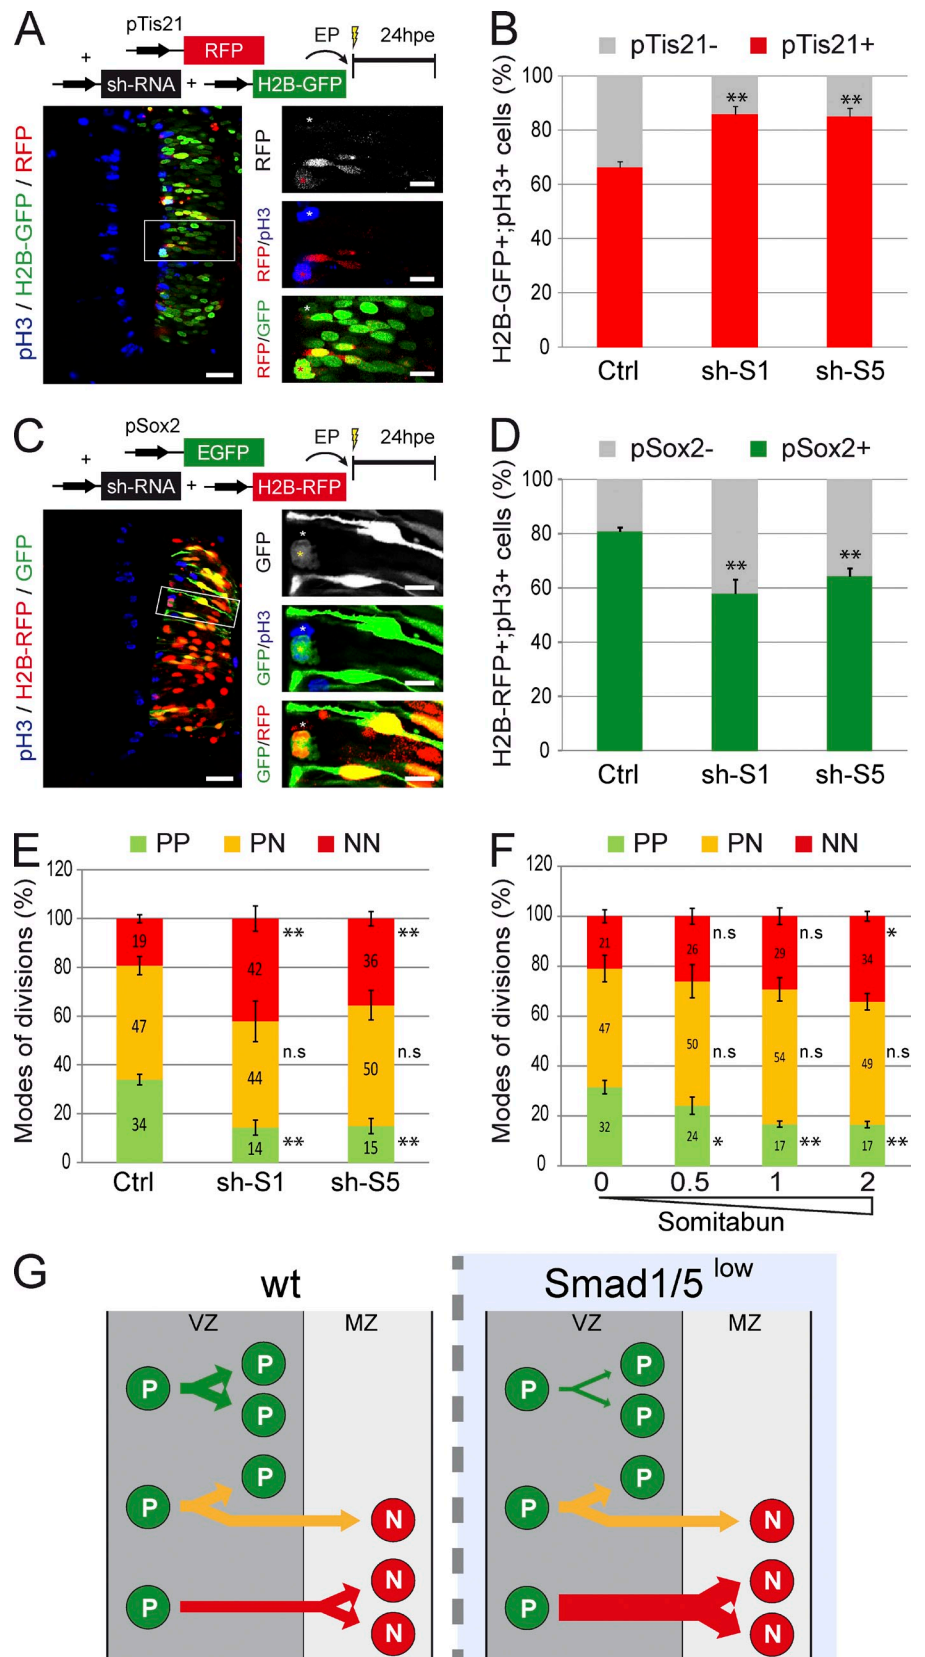 A
pTis21
RFP
+
sh-RNA
+
H2B-GFP
EP
24hpe
pH3 / H2B-GFP / RFP
RFP
*
*
RFP/pH3
*
*
RFP/GFP
*
*
B
pTis21- pTis21+
H2B-GFP+;pH3+ cells (%)
100
80
60
40
20
0
**
**
Ctrl sh-S1 sh-S5
C
pSox2
EGFP
+
sh-RNA
+
H2B-RFP
EP
24hpe
pH3 / H2B-RFP / GFP
GFP
*
*
GFP/pH3
*
*
GFP/RFP
*
*
D
pSox2- pSox2+
H2B-RFP+;pH3+ cells (%)
100
80
60
40
20
0
**
**
Ctrl sh-S1 sh-S5
E
PP PN NN
Modes of divisions (%)
120
100
80
60
40
20
0
19
47
34
42
44
14
**
n.s
**
36
50
15
**
n.s
**
Ctrl sh-S1 sh-S5
F
PP PN NN
Modes of divisions (%)
120
100
80
60
40
20
0
21
47
32
26
50
24
n.s
n.s
*
29
54
17
n.s
n.s
**
34
49
17
*
n.s
**
0 0.5 1 2
Somitabun
G
wt
VZ MZ
P
P
P
P
P
N
P
N
N
Smad1/5 low
VZ MZ
P
P
P
P
P
N
P
N
N